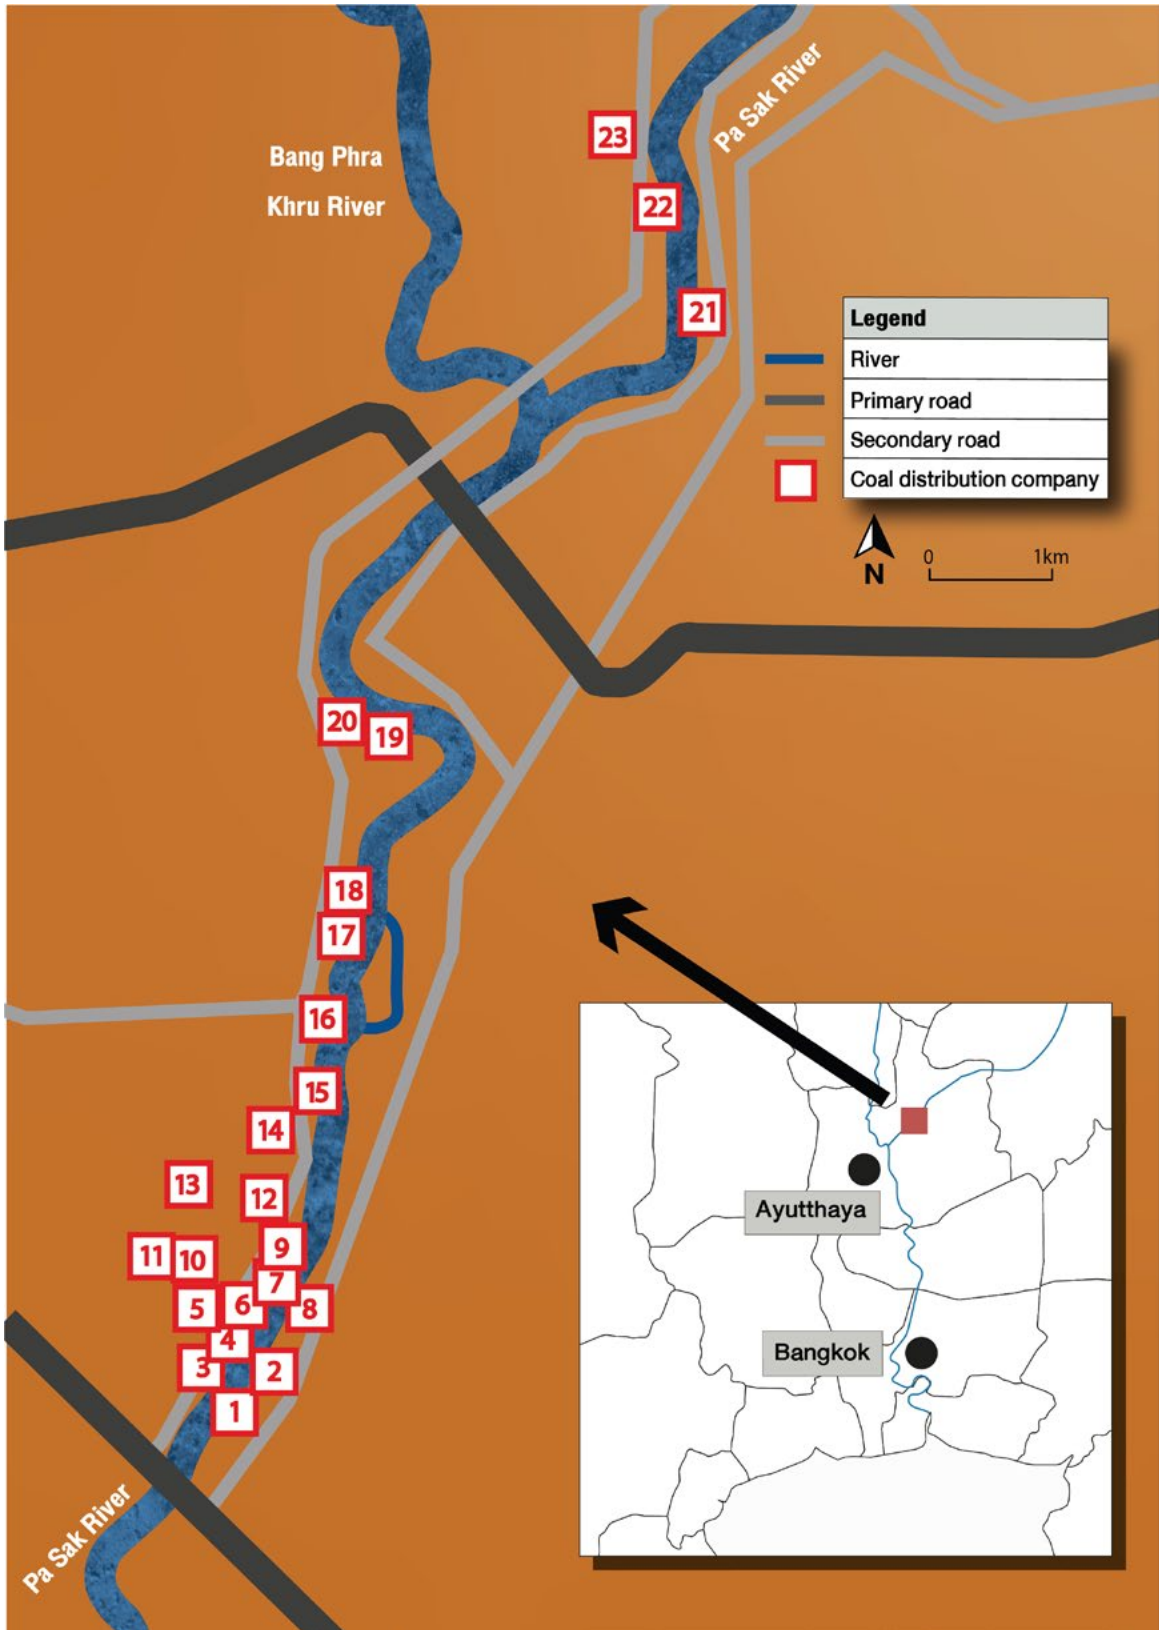 Pa Sak River
23
Bang Phra
Khru River
22
21
Legend
River
Primary road
Secondary road
Coal distribution company
N
0 1km
20
19
18
17
16
15
14
13
12
11
10
9
7
5
6
8
4
3
2
1
Pa Sak River
Ayutthaya
Bangkok